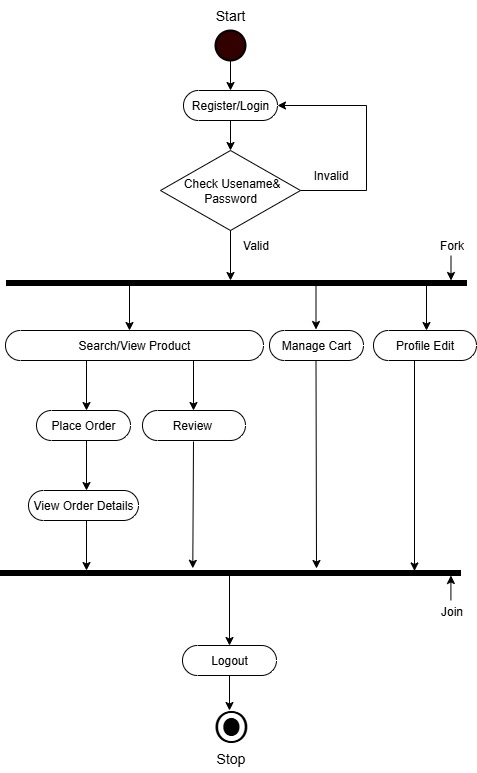 Start
Register/Login
Check Usename&
Password
Invalid
Valid
Fork
Search/View Product
Manage Cart
Profile Edit
Place Order
Review
View Order Details
Join
Logout
Stop